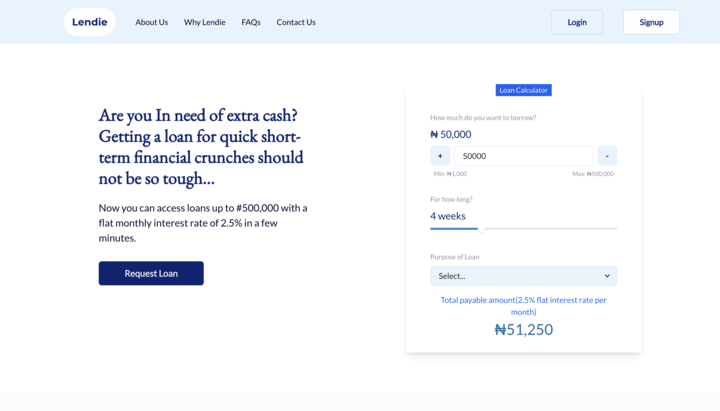 Lendie
About Us
Why Lendie
FAQs
Contact Us
Login
Signup
Are you In need of extra cash?
Getting a loan for quick short-
term financial crunches should
not be so tough...
Now you can access loans up to #500,000 with a
flat monthly interest rate of 2.5% in a few
minutes.
Request Loan
Loan Calculator
How much do you want to borrow?
₦ 50,000
+
50000
-
Min: ₦1,000
Max: ₦500,000
For how long?
4 weeks
Purpose of Loan
Select...
Total payable amount(2.5% flat interest rate per
month)
₦51,250